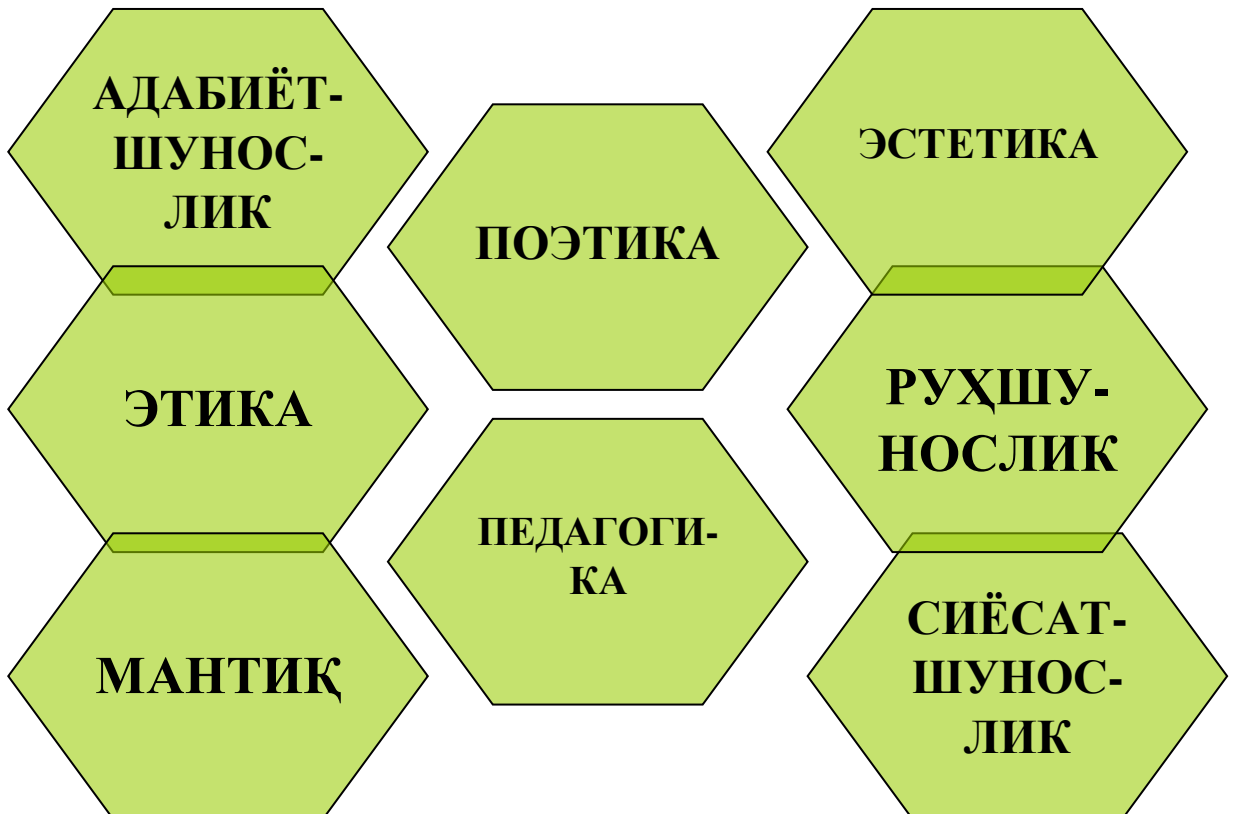 АДАБИЁТ-
ШУНОС-
ЛИК
ЭТИКА
МАНТИҚ
ПОЭТИКА
ПЕДАГОГИ-
КА
ЭСТЕТИКА
РУҲШУ-
НОСЛИК
СИЁСАТ-
ШУНОС-
ЛИК